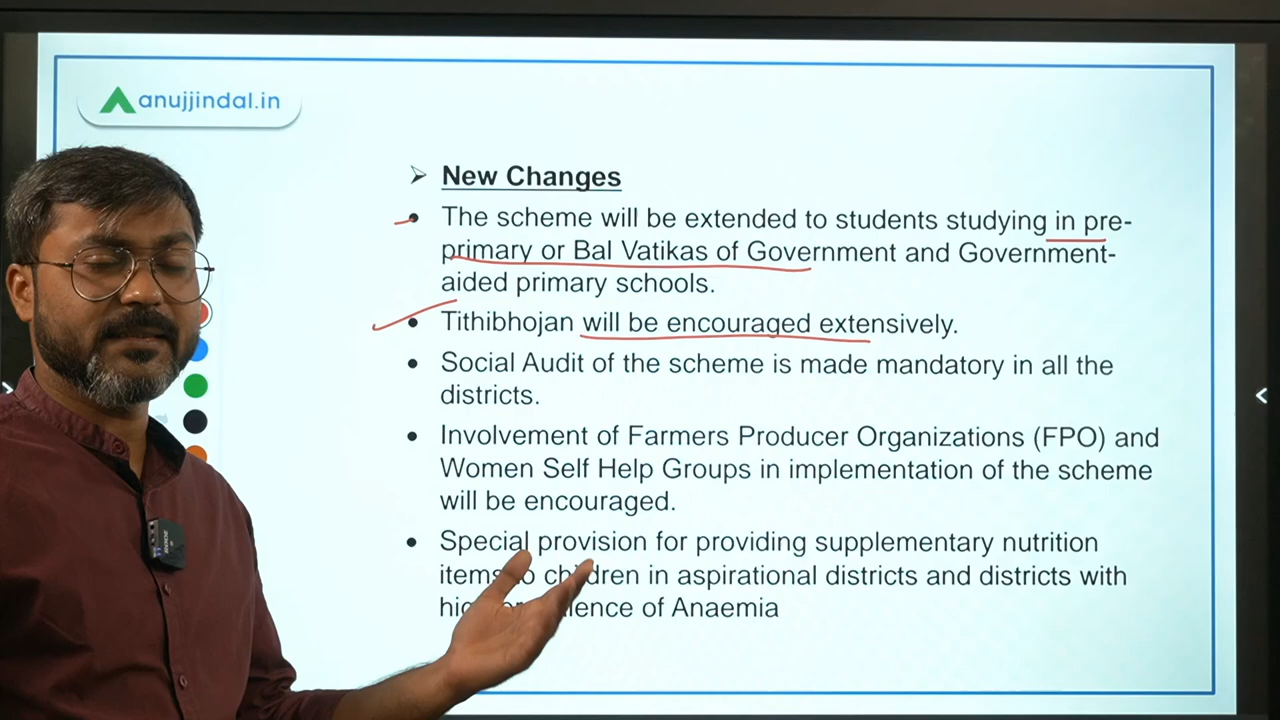 anujjindal.in
New Changes
The scheme will be extended to students studying in pre-
primary or Bal Vatikas of Government and Government-
aided primary schools.
Tithibhojan will be encouraged extensively.
Social Audit of the scheme is made mandatory in all the
districts.
Involvement of Farmers Producer Organizations (FPO) and
Women Self Help Groups in implementation of the scheme
will be encouraged.
Special provision for providing supplementary nutrition
items to children in aspirational districts and districts with
of Anaemia